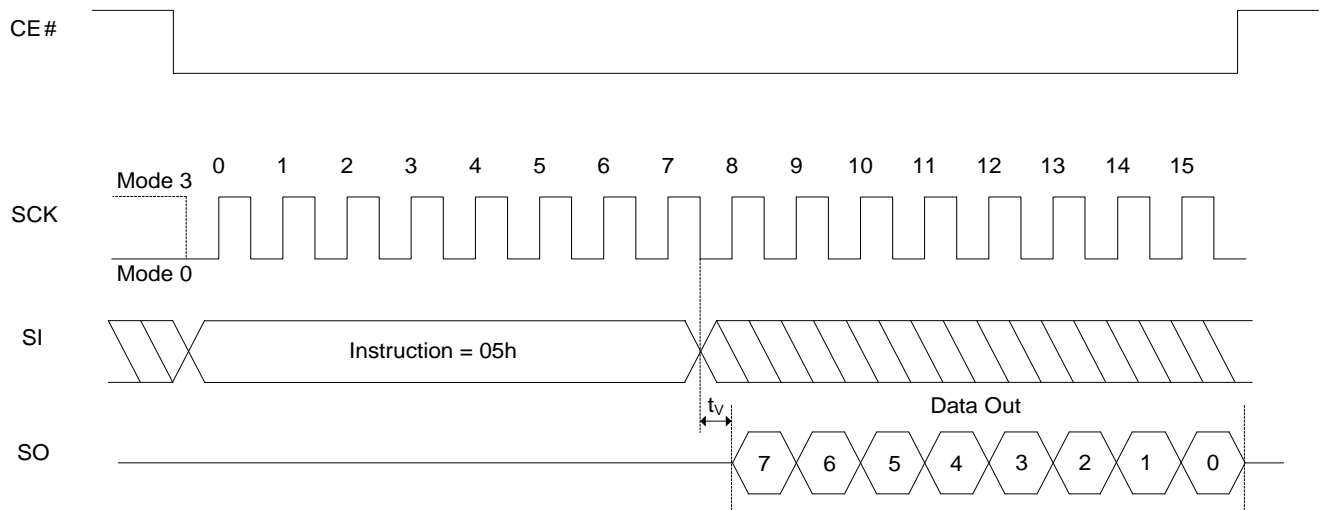 CE#
0 1 2 3 4 5 6 7 8 9 10 11 12 13 14 15
Mode 3
SCK
Mode 0
SI
Instruction = 05h
tV
Data Out
SO
7 6 5 4 3 2 1 0